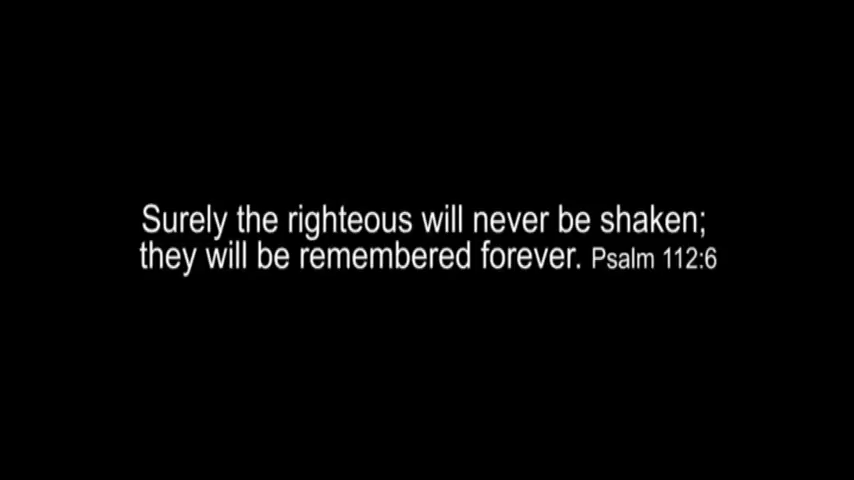 Surely the righteous will never be shaken;
they will be remembered forever. Psalm 112:6